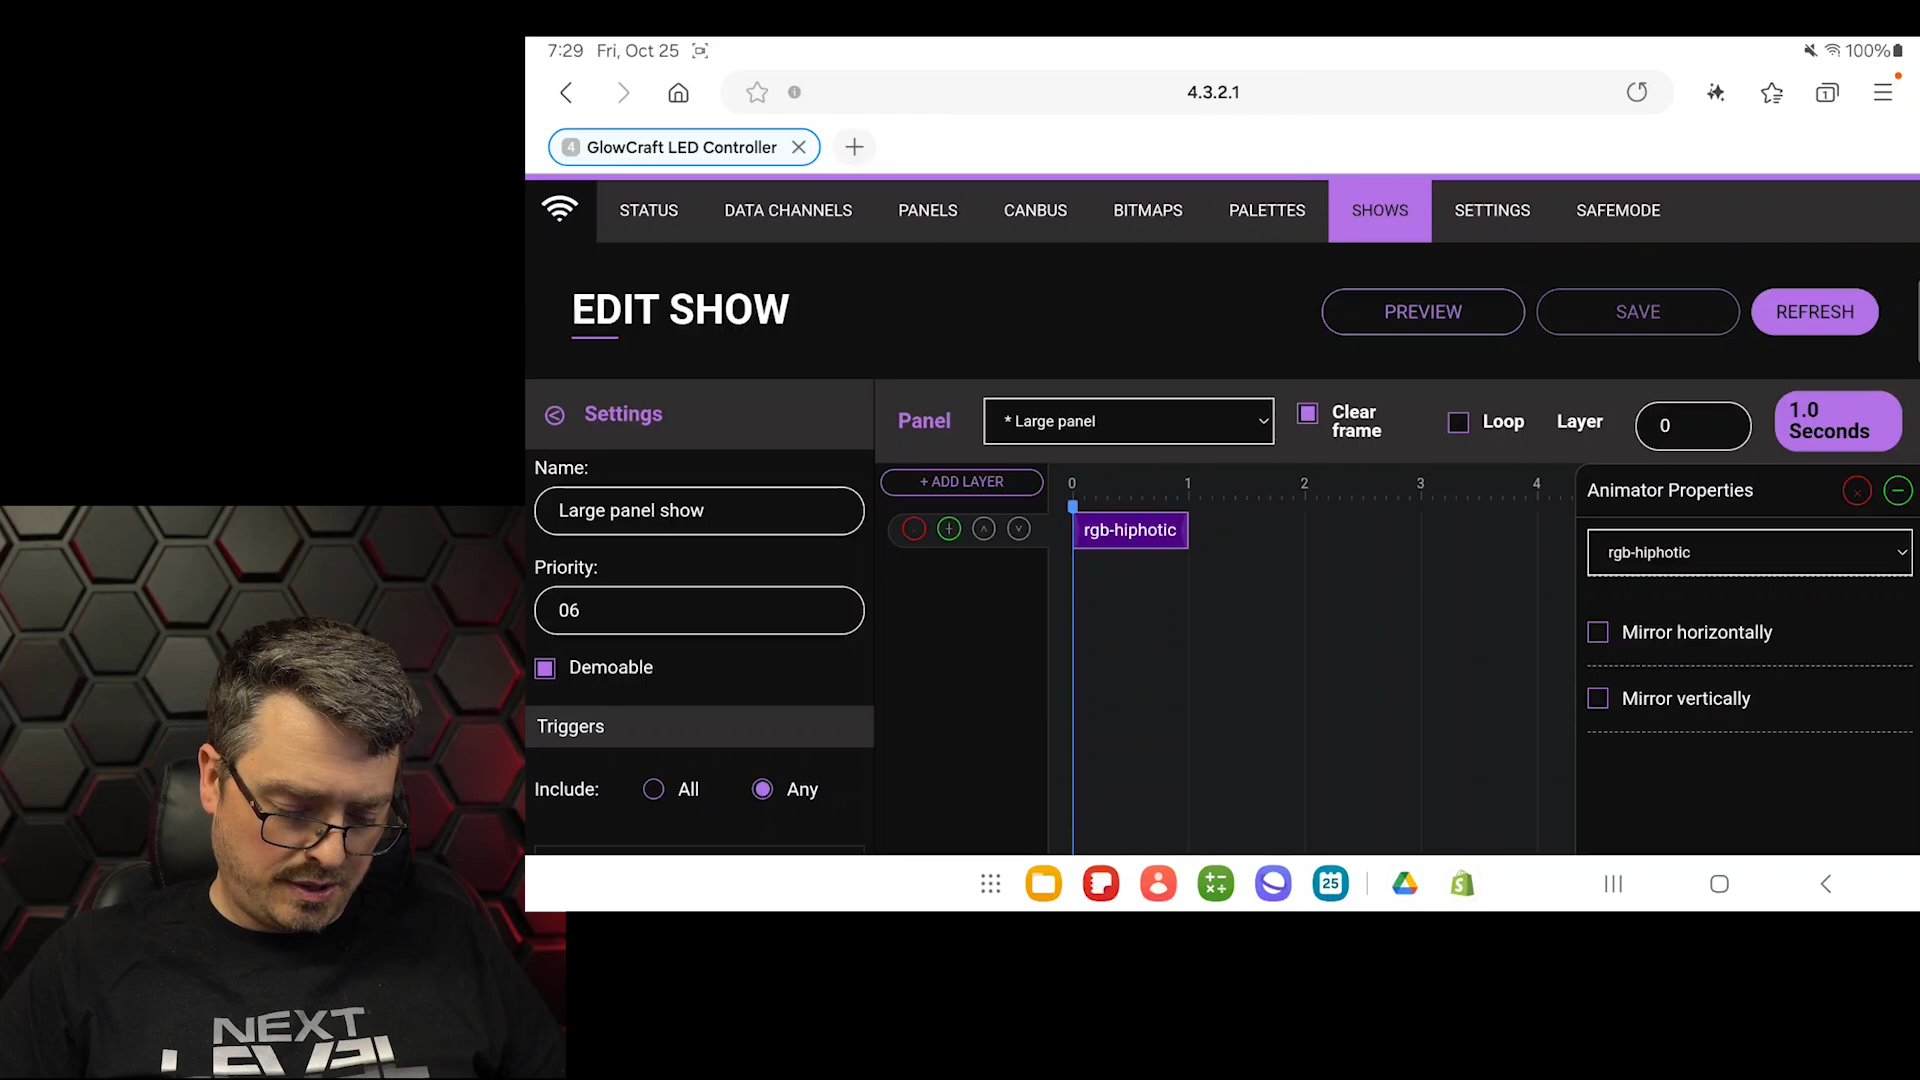 7:29 Fri, Oct 25
100%
4.3.2.1
1
4 GlowCraft LED Controller
STATUS DATA CHANNELS PANELS CANBUS BITMAPS PALETTES SHOWS SETTINGS SAFEMODE
EDIT SHOW
PREVIEW SAVE REFRESH
Settings
Panel * Large panel Clear frame Loop Layer 0 1.0 Seconds
Name:
Large panel show
Priority:
06
Demoable
Triggers
Include: All Any
+ ADD LAYER
0 1 2 3 4
rgb-hiphotic
Animator Properties
rgb-hiphotic
Mirror horizontally
Mirror vertically
25
NEXT
LEVEL